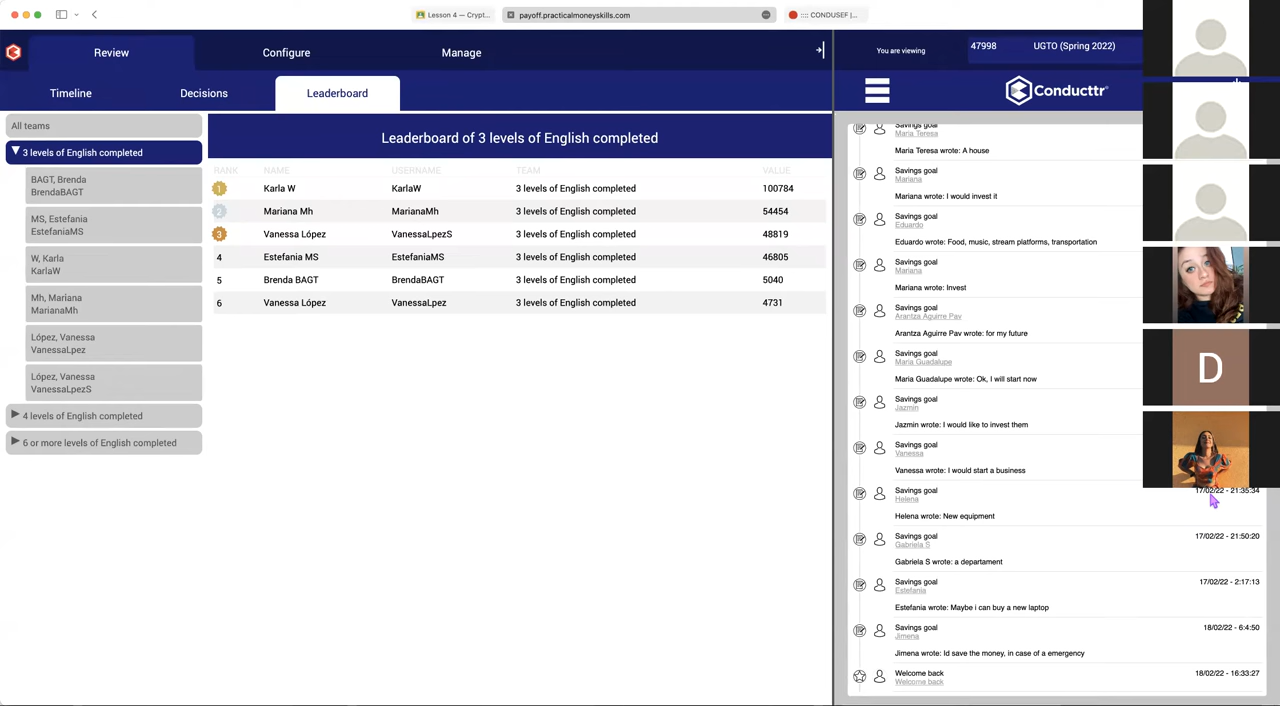 Lesson 4 — Crypt...
payoff.practicalmoneyskills.com
:::: CONDUSEF |...
Review
Configure
Manage
Timeline
Decisions
Leaderboard
All teams
3 levels of English completed
BAGT, Brenda
BrendaBAGT
MS, Estefania
EstefaniaMS
W, Karla
KarlaW
Mh, Mariana
MarianaMh
López, Vanessa
VanessaLpez
López, Vanessa
VanessaLpezS
4 levels of English completed
6 or more levels of English completed
Leaderboard of 3 levels of English completed
RANK NAME USERNAME TEAM VALUE
1 Karla W KarlaW 3 levels of English completed 100784
2 Mariana Mh MarianaMh 3 levels of English completed 54454
3 Vanessa López VanessaLpezS 3 levels of English completed 48819
4 Estefania MS EstefaniaMS 3 levels of English completed 46805
5 Brenda BAGT BrendaBAGT 3 levels of English completed 5040
6 Vanessa López VanessaLpez 3 levels of English completed 4731
You are viewing
47998 UGTO (Spring 2022)
Conducttr®
Savings goal
Maria Teresa
Maria Teresa wrote: A house
Savings goal
Mariana
Mariana wrote: I would invest it
Savings goal
Eduardo
Eduardo wrote: Food, music, stream platforms, transportation
Savings goal
Mariana
Mariana wrote: Invest
Savings goal
Arantza Aguirre Pav
Arantza Aguirre Pav wrote: for my future
Savings goal
Maria Guadalupe
Maria Guadalupe wrote: Ok, I will start now
Savings goal
Jazmin
Jazmin wrote: I would like to invest them
Savings goal
Vanessa
Vanessa wrote: I would start a business
Savings goal 17/02/22 - 21:35:34
Helena
Helena wrote: New equipment
Savings goal 17/02/22 - 21:50:20
Gabriela S
Gabriela S wrote: a departament
Savings goal 17/02/22 - 2:17:13
Estefania
Estefania wrote: Maybe i can buy a new laptop
Savings goal 18/02/22 - 6:4:50
Jimena
Jimena wrote: Id save the money, in case of a emergency
Welcome back 18/02/22 - 16:33:27
Welcome back
D